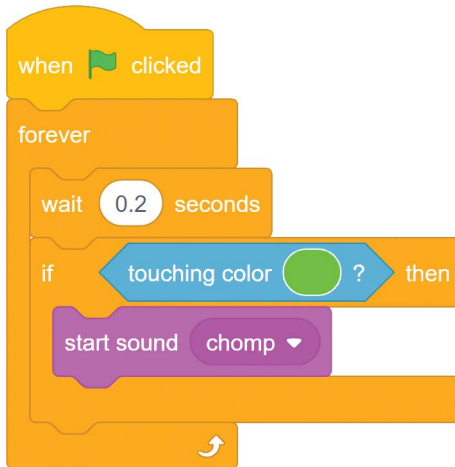 when clicked
forever
wait 0.2 seconds
if touching color ? then
start sound chomp